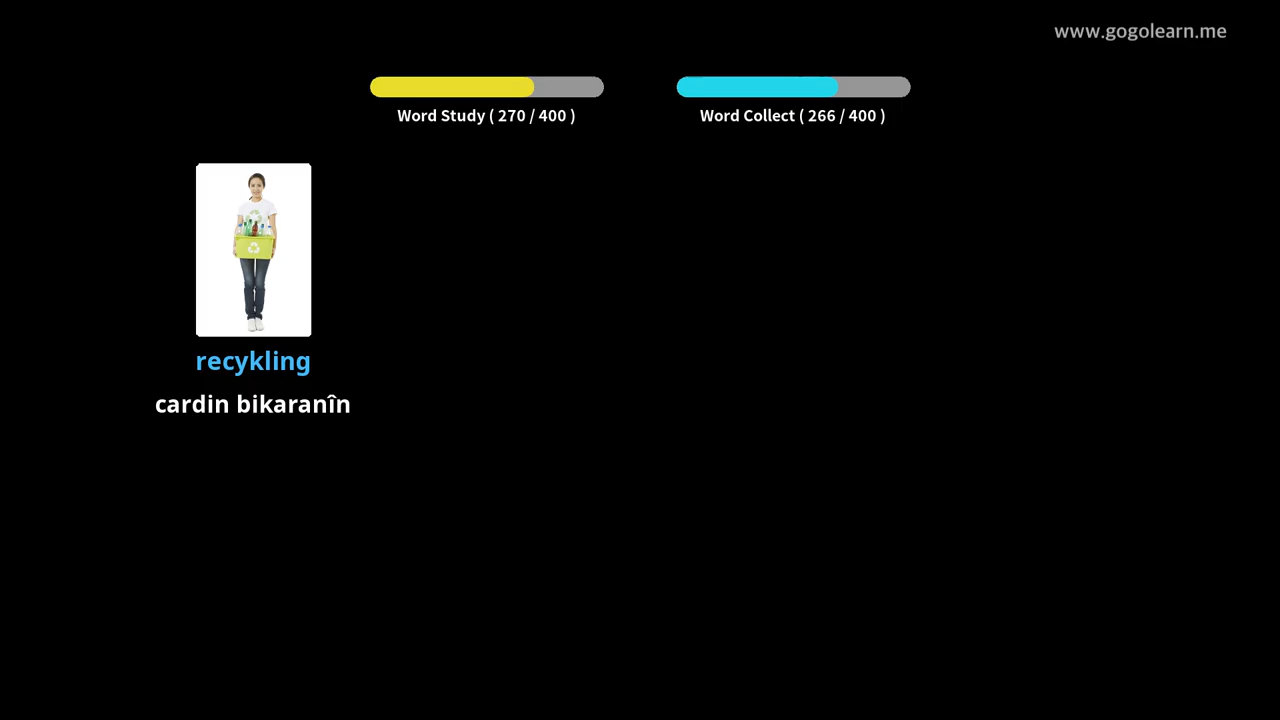 www.gogolearn.me
Word Study ( 270 / 400 )
Word Collect ( 266 / 400 )
recykling
cardin bikaranîn